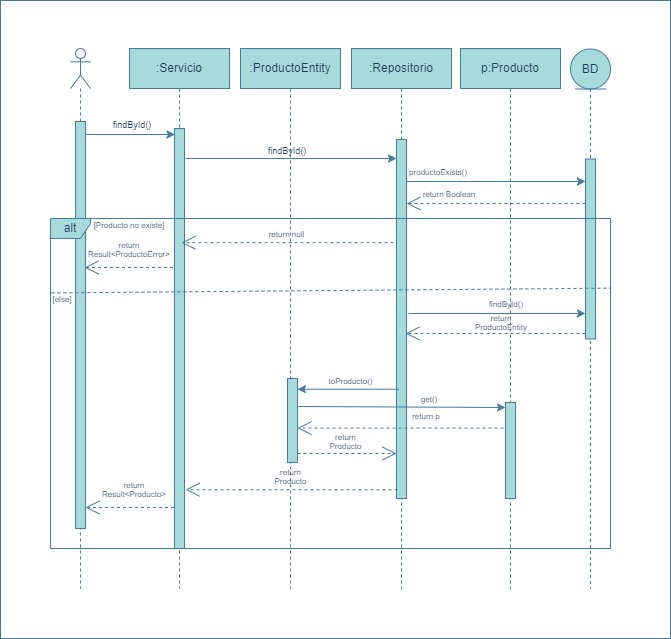 :Servicio
:ProductoEntity
:Repositorio
p:Producto
BD
findById()
findById()
productoExists()
return Boolean
alt
[Producto no existe]
return null
return
Result<ProductoError>
[else]
findById()
return
ProductoEntity
toProducto()
get()
return p
return
Producto
return
Producto
return
Result<Producto>